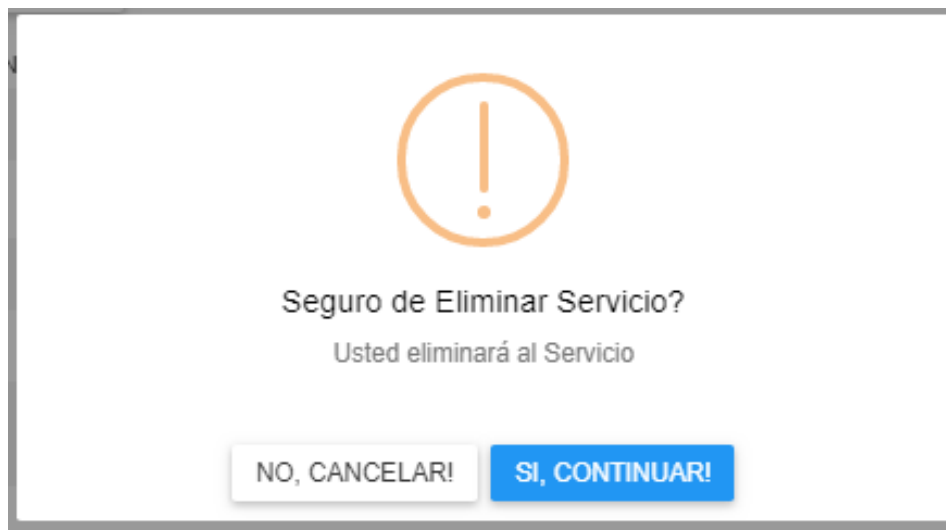 Seguro de Eliminar Servicio?
Usted eliminará al Servicio
NO, CANCELAR!
SI, CONTINUAR!